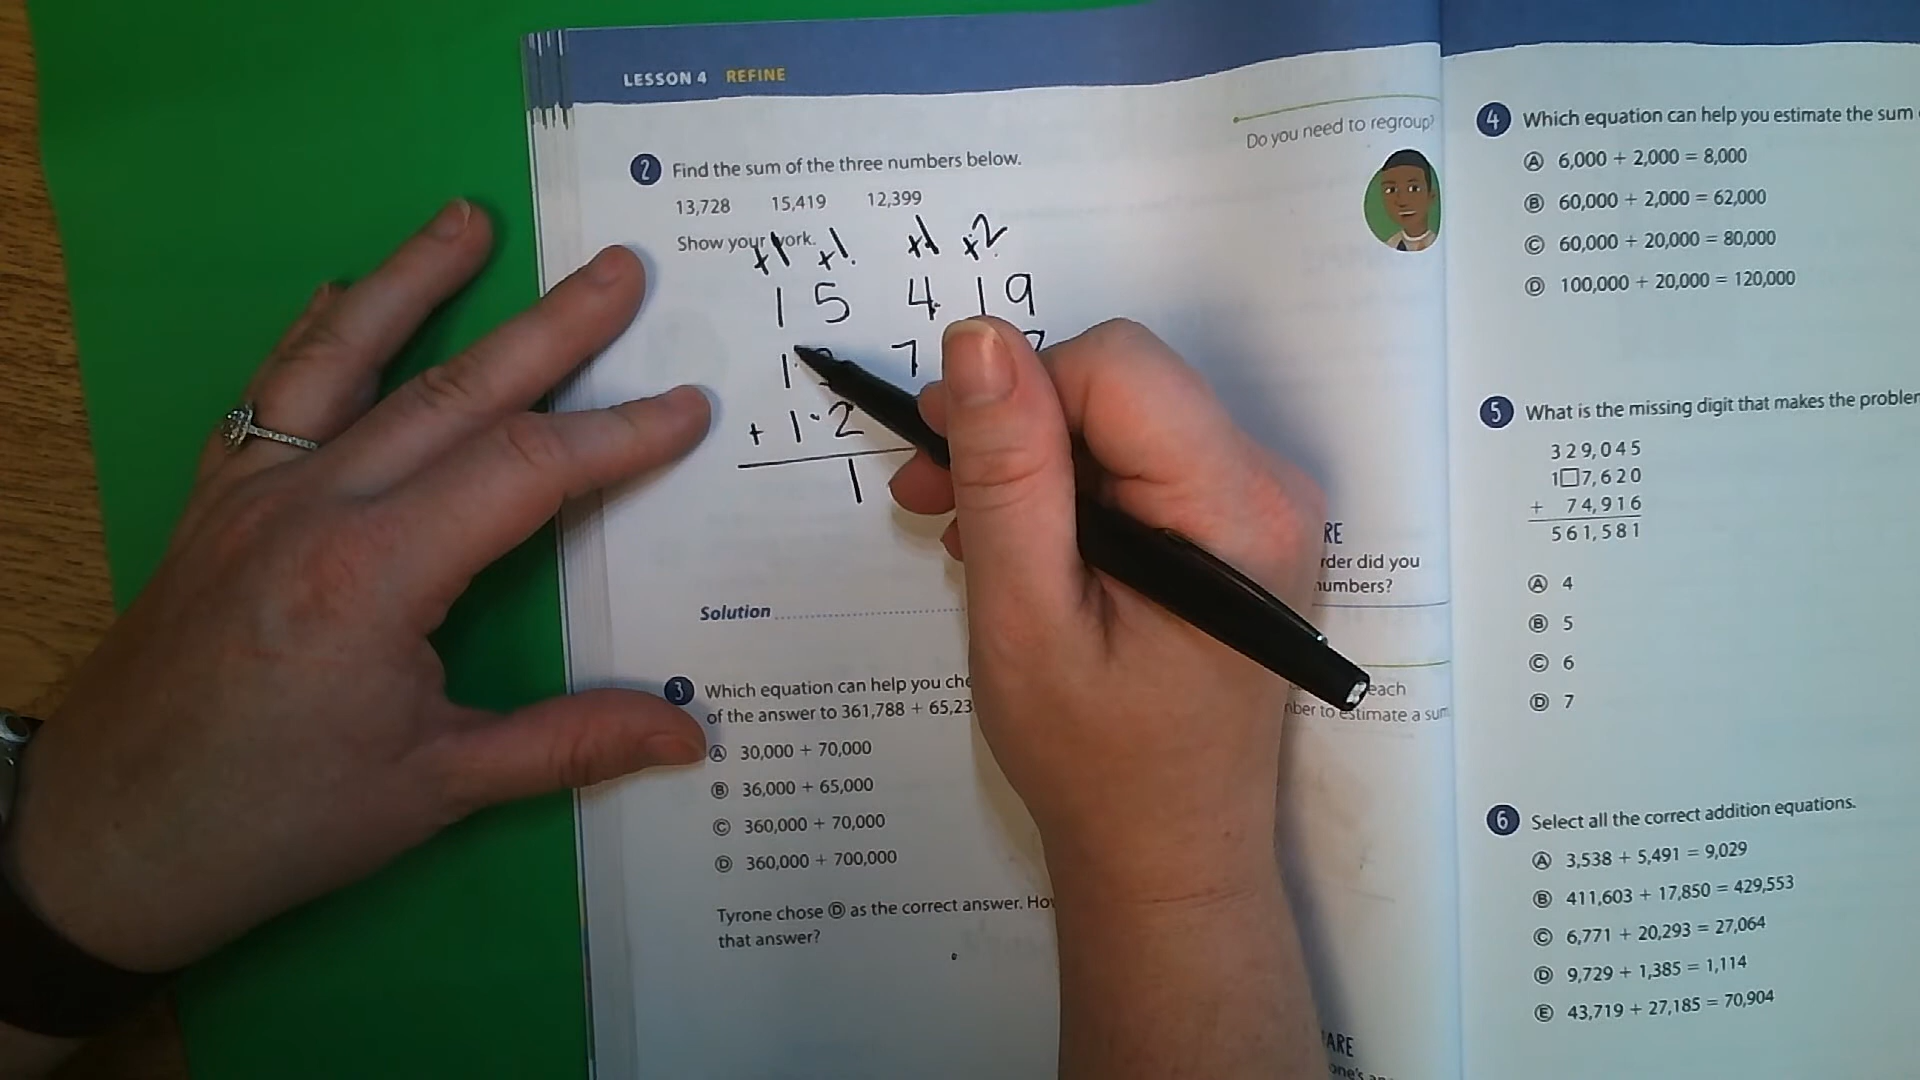 LESSON 4 REFINE
Do you need to regroup?
2 Find the sum of the three numbers below.
13,728 15,419 12,399
Show your work.
+1 +1 +1 +2
1 5 4 1 9
1 7
+ 1 2
1
Solution
RE
rder did you
numbers?
3 Which equation can help you che
of the answer to 361,788 + 65,23
Ⓐ 30,000 + 70,000
Ⓑ 36,000 + 65,000
Ⓒ 360,000 + 70,000
Ⓓ 360,000 + 700,000
Tyrone chose Ⓓ as the correct answer. Ho
that answer?
each
nber to estimate a sum
ARE
4 Which equation can help you estimate the sum
Ⓐ 6,000 + 2,000 = 8,000
Ⓑ 60,000 + 2,000 = 62,000
Ⓒ 60,000 + 20,000 = 80,000
Ⓓ 100,000 + 20,000 = 120,000
5 What is the missing digit that makes the problem
329,045
1□7,620
+ 74,916
561,581
Ⓐ 4
Ⓑ 5
Ⓒ 6
Ⓓ 7
6 Select all the correct addition equations.
Ⓐ 3,538 + 5,491 = 9,029
Ⓑ 411,603 + 17,850 = 429,553
Ⓒ 6,771 + 20,293 = 27,064
Ⓓ 9,729 + 1,385 = 1,114
Ⓔ 43,719 + 27,185 = 70,904